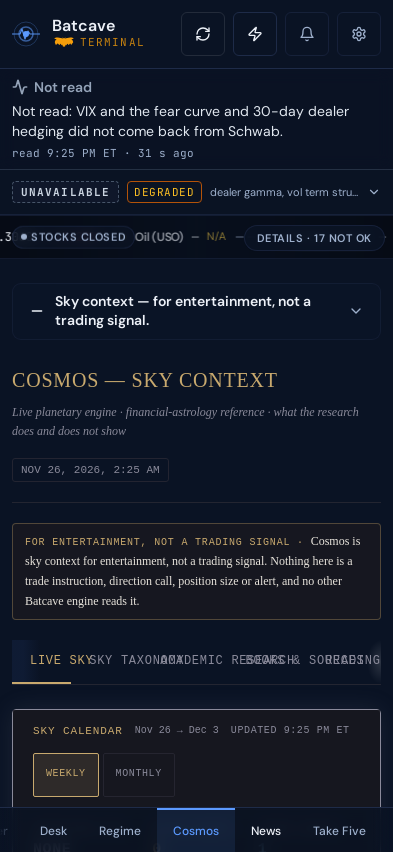 Batcave
TERMINAL
Not read
Not read: VIX and the fear curve and 30-day dealer
hedging did not come back from Schwab.
read 9:25 PM ET · 31 s ago
UNAVAILABLE
DEGRADED
dealer gamma, vol term stru…
STOCKS CLOSED
Oil (USO)
— N/A —
DETAILS · 17 NOT OK
Sky context — for entertainment, not a
trading signal.
COSMOS — SKY CONTEXT
Live planetary engine · financial-astrology reference · what the research
does and does not show
NOV 26, 2026, 2:25 AM
FOR ENTERTAINMENT, NOT A TRADING SIGNAL · Cosmos is
sky context for entertainment, not a trading signal. Nothing here is a
trade instruction, direction call, position size or alert, and no other
Batcave engine reads it.
LIVE SKY
SKY TAXONOMY
ACADEMIC RESEARCH
SKY CALENDAR
Nov 26 → Dec 3
UPDATED 9:25 PM ET
WEEKLY
MONTHLY
Desk
Regime
Cosmos
News
Take Five